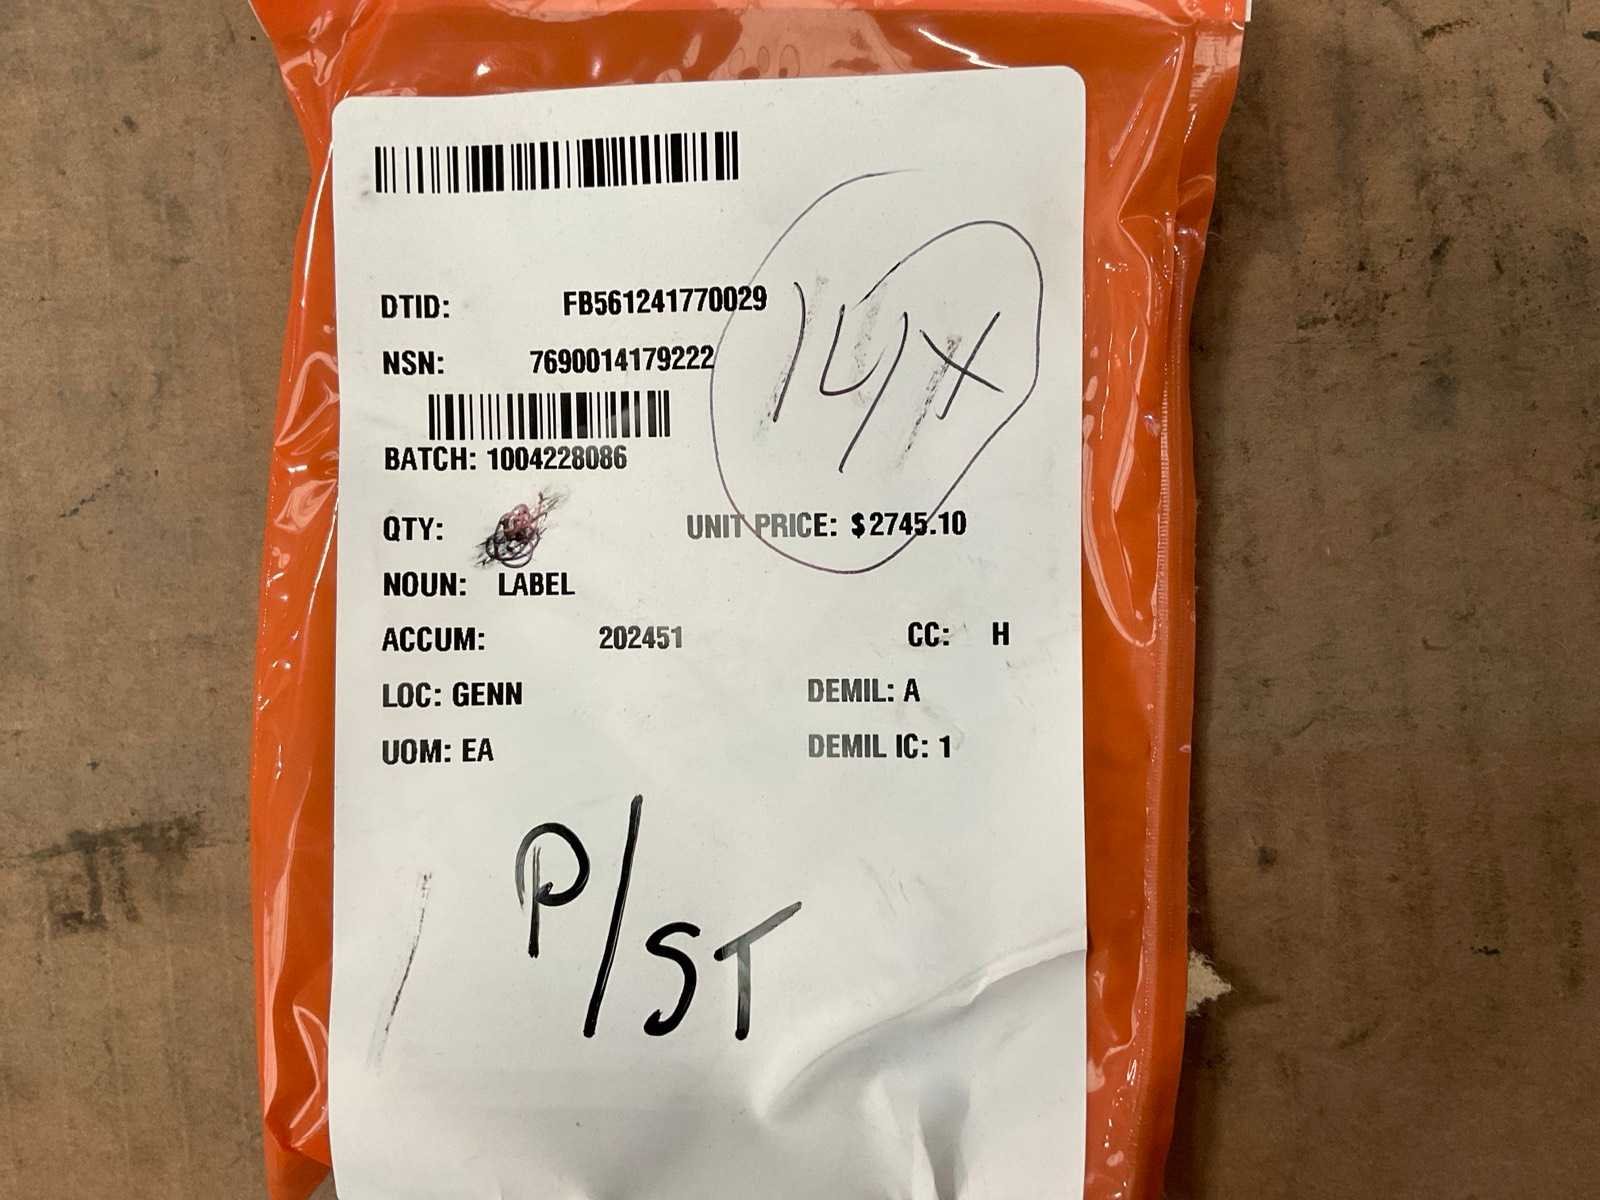 DTID: FB561241770029
NSN: 7690014179222
14X
BATCH: 1004228086
QTY:
UNIT PRICE: $2745.10
NOUN: LABEL
ACCUM: 202451
CC: H
LOC: GENN
DEMIL: A
UOM: EA
DEMIL IC: 1
P/ST